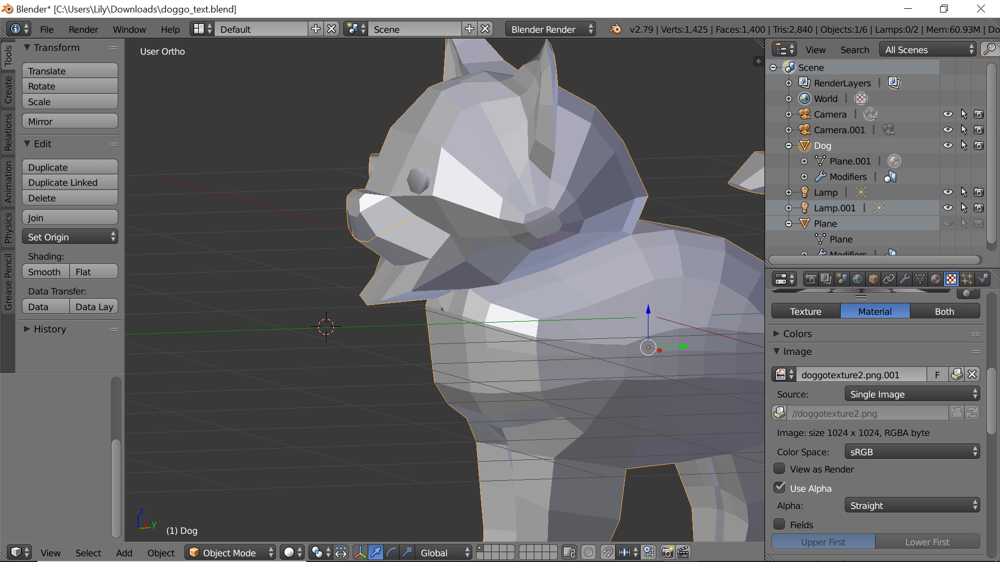 Blender* [C:\Users\Lily\Downloads\doggo_text.blend]
File Render Window Help Default Scene Blender Render v2.79 | Verts:1,425 | Faces:1,400 | Tris:2,840 | Objects:1/6 | Lamps:0/2 | Mem:60.93M | Do
Tools
Create
Relations
Animation
Physics
Grease Pencil
Transform
Translate
Rotate
Scale
Mirror
Edit
Duplicate
Duplicate Linked
Delete
Join
Set Origin
Shading:
Smooth Flat
Data Transfer:
Data Data Lay
History
User Ortho
z
y
(1) Dog
View Select Add Object Object Mode Global
View Search All Scenes
Scene
RenderLayers |
World |
Camera |
Camera.001 |
Dog
Plane.001 |
Modifiers |
Lamp |
Lamp.001 |
Plane
Plane
Modifiers |
Texture Material Both
Colors
Image
doggotexture2.png.001 F
Source: Single Image
//doggotexture2.png
Image: size 1024 x 1024, RGBA byte
Color Space: sRGB
View as Render
Use Alpha
Alpha: Straight
Fields
Upper First Lower First